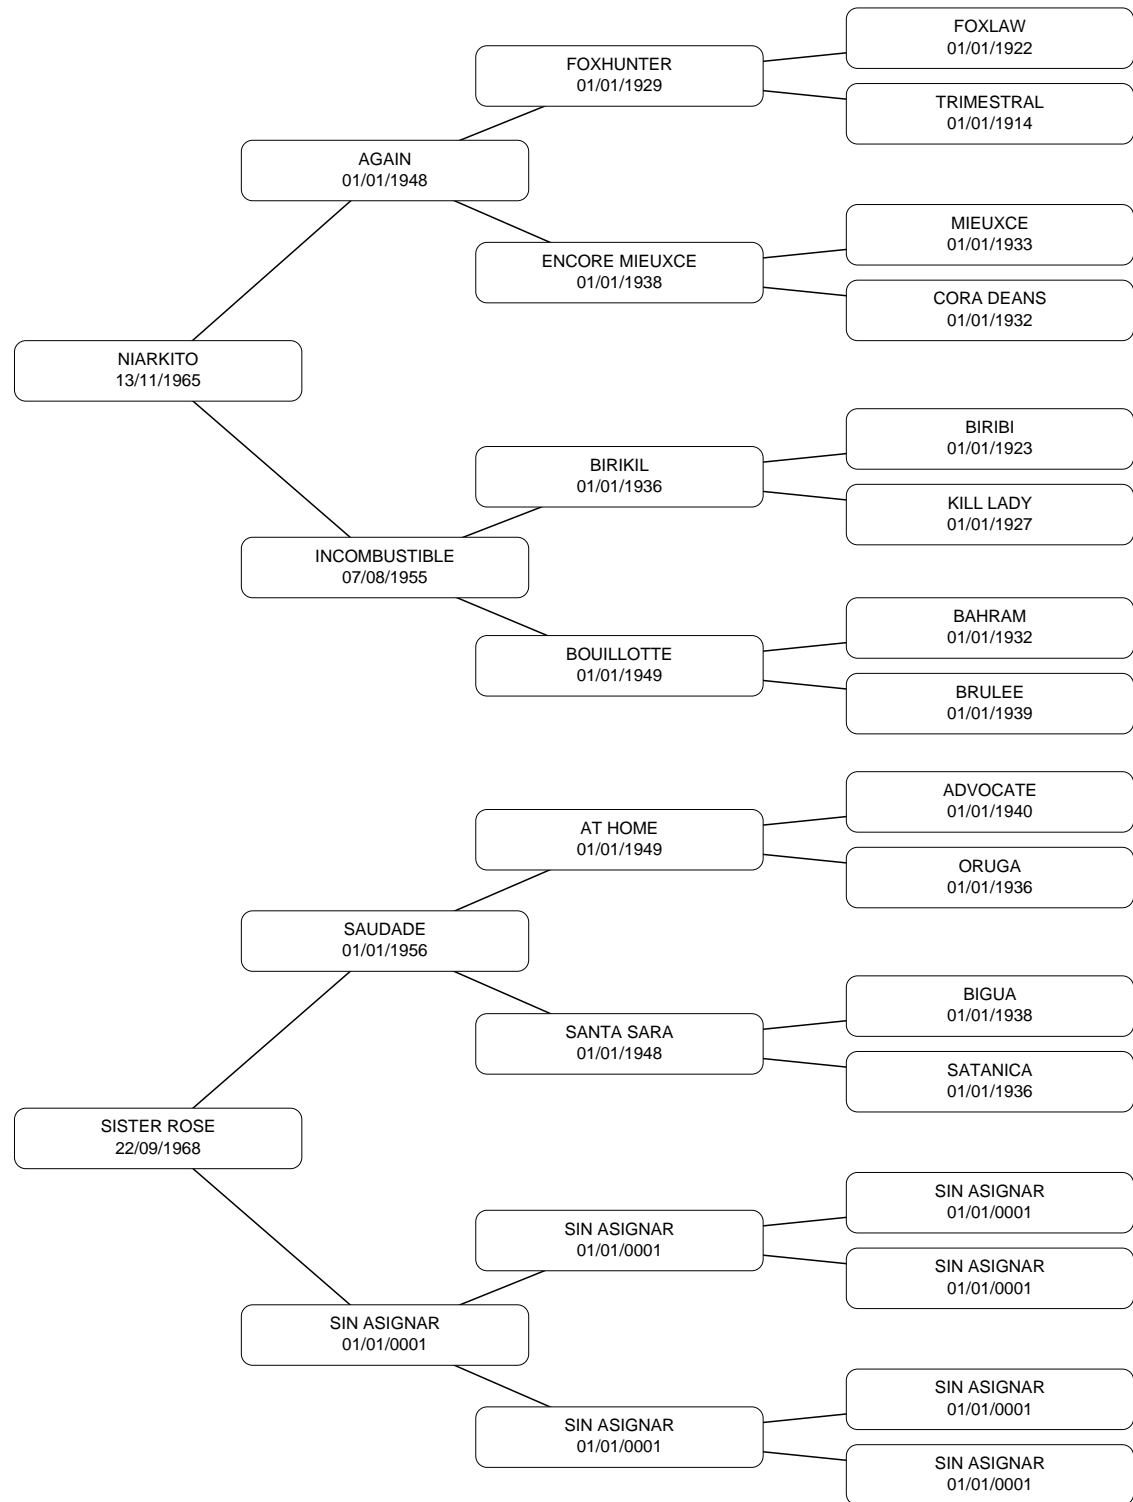 FOXLAW
01/01/1922
FOXHUNTER
01/01/1929
TRIMESTRAL
01/01/1914
AGAIN
01/01/1948
MIEUXCE
01/01/1933
ENCORE MIEUXCE
01/01/1938
CORA DEANS
01/01/1932
NIARKITO
13/11/1965
BIRIBI
01/01/1923
BIRIKIL
01/01/1936
KILL LADY
01/01/1927
INCOMBUSTIBLE
07/08/1955
BAHRAM
01/01/1932
BOUILLOTTE
01/01/1949
BRULEE
01/01/1939
ADVOCATE
01/01/1940
AT HOME
01/01/1949
ORUGA
01/01/1936
SAUDADE
01/01/1956
BIGUA
01/01/1938
SANTA SARA
01/01/1948
SATANICA
01/01/1936
SISTER ROSE
22/09/1968
SIN ASIGNAR
01/01/0001
SIN ASIGNAR
01/01/0001
SIN ASIGNAR
01/01/0001
SIN ASIGNAR
01/01/0001
SIN ASIGNAR
01/01/0001
SIN ASIGNAR
01/01/0001
SIN ASIGNAR
01/01/0001